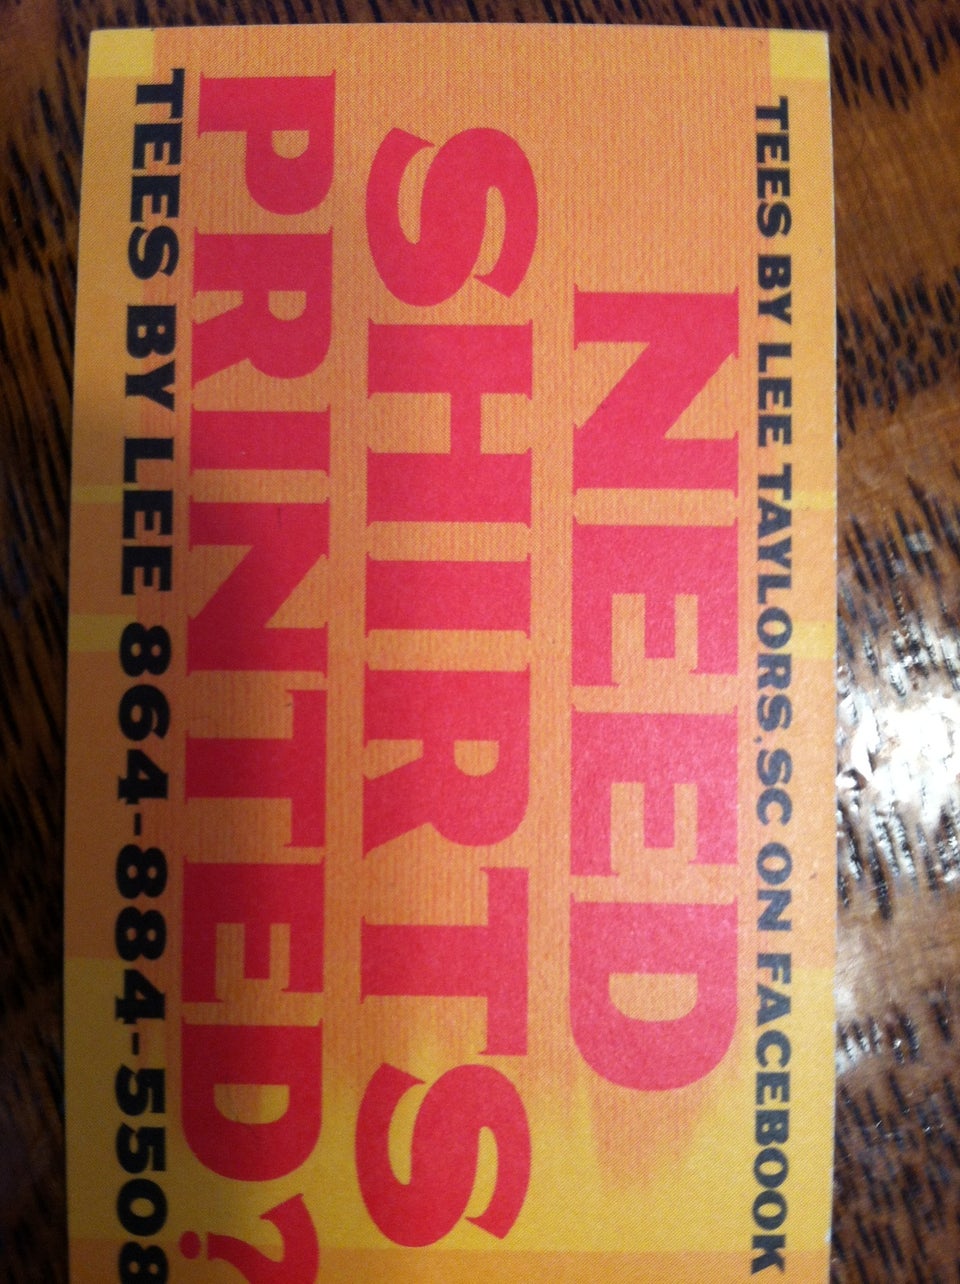 TEES BY LEE TAYLORS.SC ON FACEBOOK
NEED
SHIRTS
PRINTED?
TEES BY LEE 864-884-5508